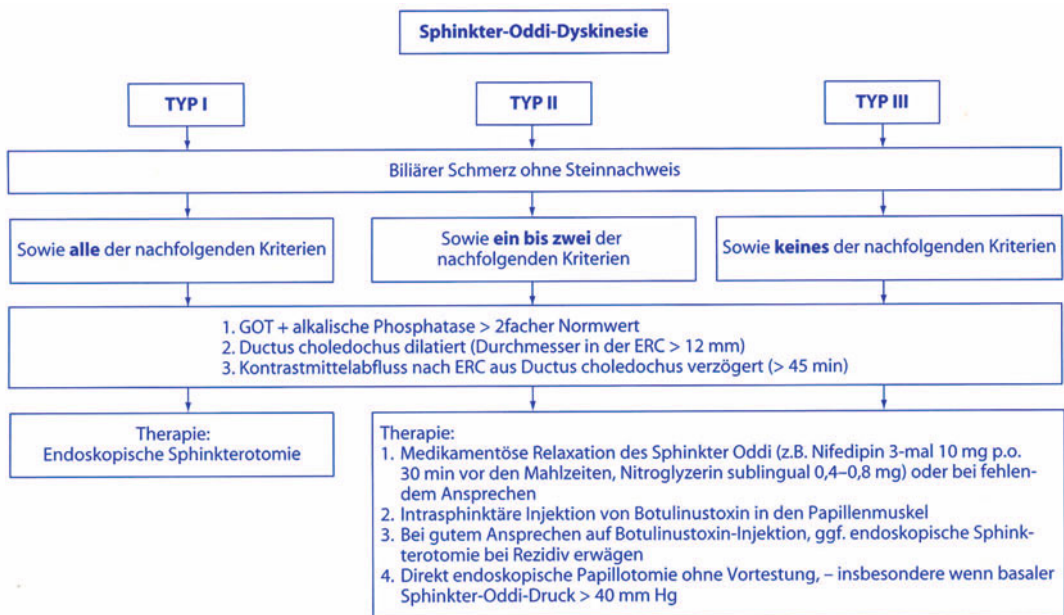 Sphinkter-Oddi-Dyskinesie
TYP I
TYP II
TYP III
Biliärer Schmerz ohne Steinnachweis
Sowie alle der nachfolgenden Kriterien
Sowie ein bis zwei der
nachfolgenden Kriterien
Sowie keines der nachfolgenden Kriterien
1. GOT + alkalische Phosphatase > 2facher Normwert
2. Ductus choledochus dilatiert (Durchmesser in der ERC > 12 mm)
3. Kontrastmittelabfluss nach ERC aus Ductus choledochus verzögert (> 45 min)
Therapie:
Endoskopische Sphinkterotomie
Therapie:
1. Medikamentöse Relaxation des Sphinkter Oddi (z.B. Nifedipin 3-mal 10 mg p.o.
30 min vor den Mahlzeiten, Nitroglyzerin sublingual 0,4–0,8 mg) oder bei fehlen-
dem Ansprechen
2. Intrasphinktäre Injektion von Botulinustoxin in den Papillenmuskel
3. Bei gutem Ansprechen auf Botulinustoxin-Injektion, ggf. endoskopische Sphink-
terotomie bei Rezidiv erwägen
4. Direkt endoskopische Papillotomie ohne Vortestung, – insbesondere wenn basaler
Sphinkter-Oddi-Druck > 40 mm Hg